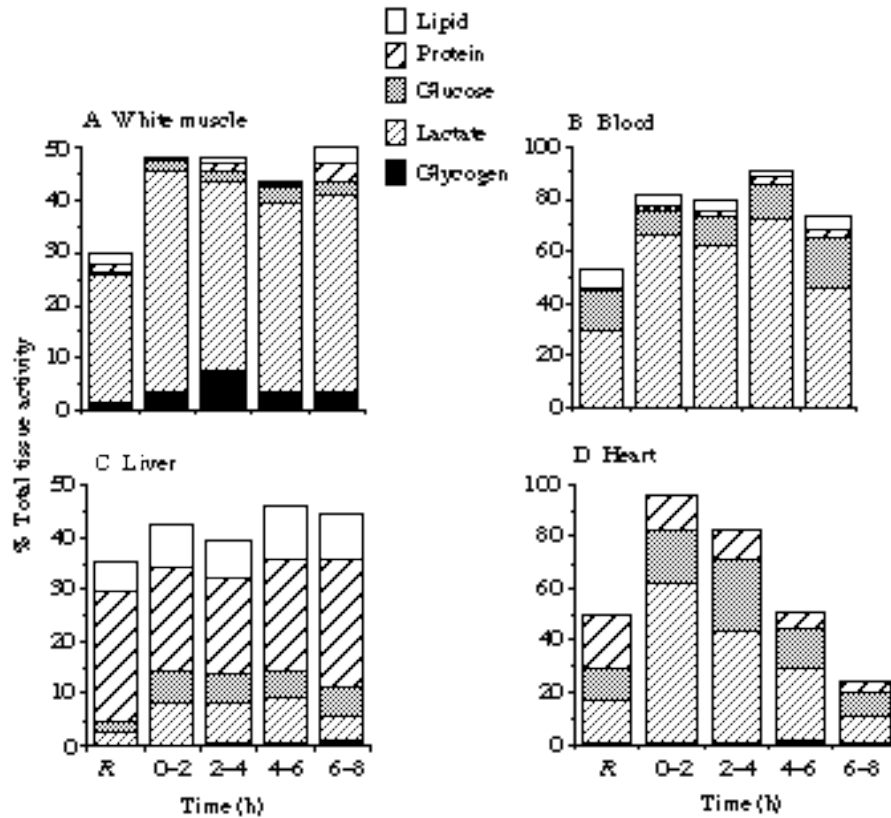 Lipid
Protein
Glucose
Lactate
Glycogen
A White muscle
50
40
30
20
10
0
B Blood
100
80
60
40
20
0
% Total tissue activity
C Liver
50
40
30
20
10
0
R 0–2 2–4 4–6 6–8
Time (h)
D Heart
100
80
60
40
20
0
R 0–2 2–4 4–6 6–8
Time (h)